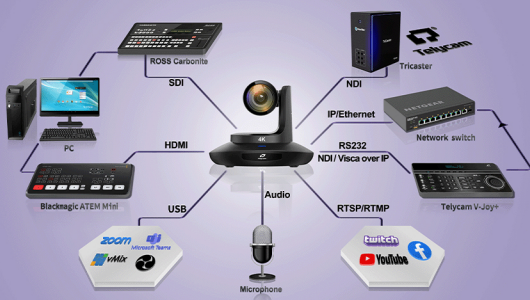 ROSS Carbonite
SDI
NDI
Tricaster
Telycam
PC
HDMI
4K
IP/Ethernet
NETGEAR
Network switch
RS232
NDI / Visca over IP
Blackmagic ATEM Mini
Telycam V-Joy+
USB
Audio
RTSP/RTMP
zoom
Microsoft Teams
vMix
twitch
YouTube
Microphone